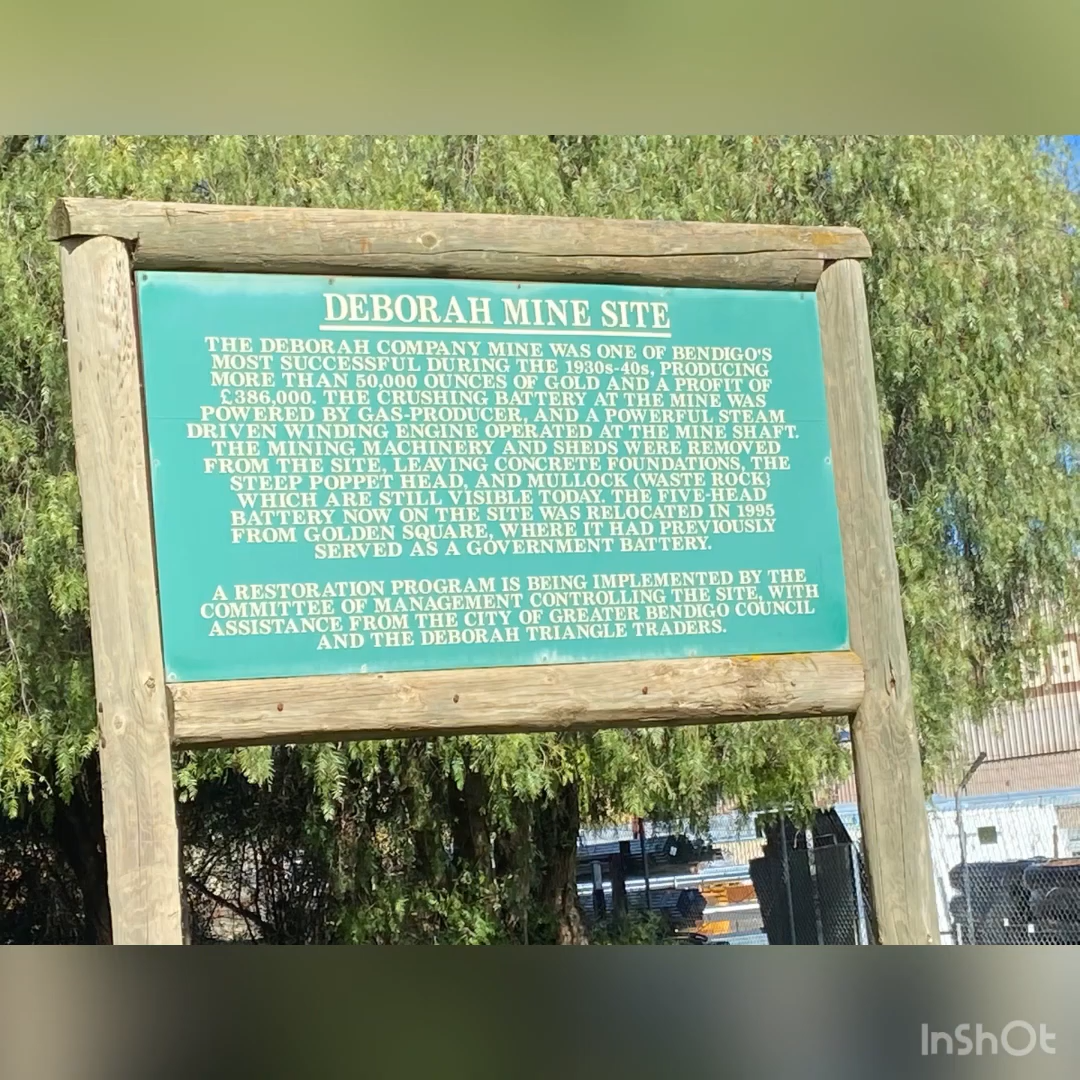 DEBORAH MINE SITE
THE DEBORAH COMPANY MINE WAS ONE OF BENDIGO'S
MOST SUCCESSFUL DURING THE 1930s-40s, PRODUCING
MORE THAN 50,000 OUNCES OF GOLD AND A PROFIT OF
£386,000. THE CRUSHING BATTERY AT THE MINE WAS
POWERED BY GAS-PRODUCER, AND A POWERFUL STEAM
DRIVEN WINDING ENGINE OPERATED AT THE MINE SHAFT.
THE MINING MACHINERY AND SHEDS WERE REMOVED
FROM THE SITE, LEAVING CONCRETE FOUNDATIONS, THE
STEEP POPPET HEAD, AND MULLOCK (WASTE ROCK)
WHICH ARE STILL VISIBLE TODAY. THE FIVE-HEAD
BATTERY NOW ON THE SITE WAS RELOCATED IN 1995
FROM GOLDEN SQUARE, WHERE IT HAD PREVIOUSLY
SERVED AS A GOVERNMENT BATTERY.
A RESTORATION PROGRAM IS BEING IMPLEMENTED BY THE
COMMITTEE OF MANAGEMENT CONTROLLING THE SITE, WITH
ASSISTANCE FROM THE CITY OF GREATER BENDIGO COUNCIL
AND THE DEBORAH TRIANGLE TRADERS.
InShOt